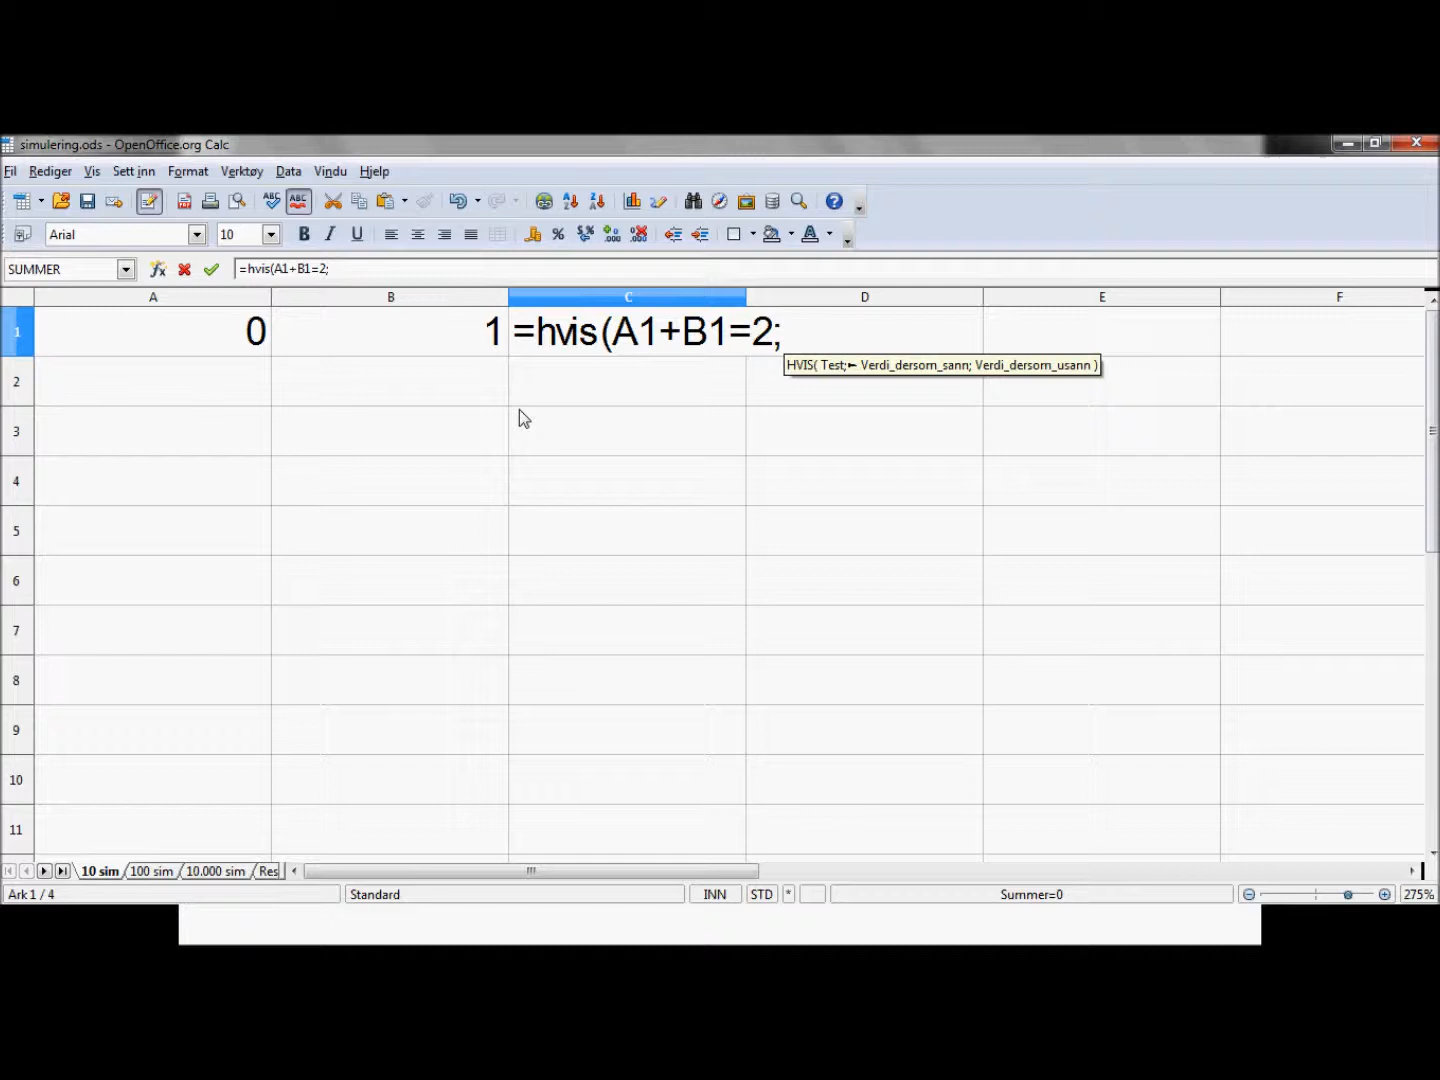 simulering.ods - OpenOffice.org Calc
Fil Rediger Vis Sett inn Format Verktøy Data Vindu Hjelp
Arial 10
SUMMER =hvis(A1+B1=2;
A B C D E F
1 0 1 =hvis(A1+B1=2;
HVIS( Test; Verdi_dersom_sann; Verdi_dersom_usann )
2
3
4
5
6
7
8
9
10
11
10 sim 100 sim 10.000 sim Res
Ark 1 / 4 Standard INN STD * Summer=0 275%